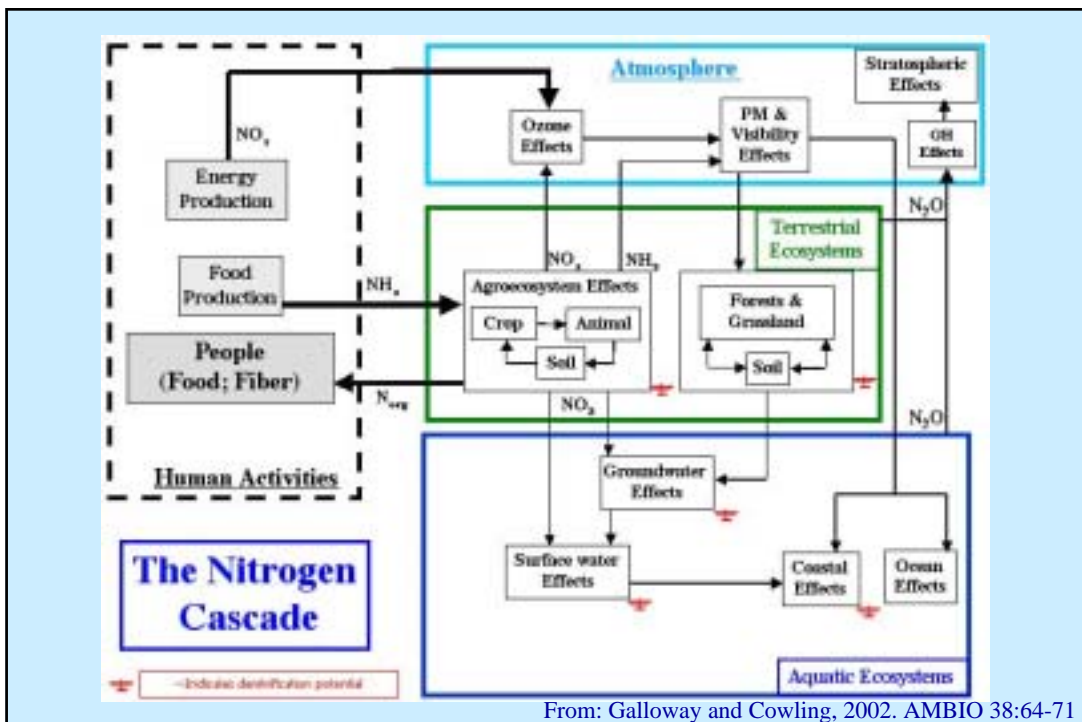 Atmosphere
Stratospheric
Effects
Ozone
Effects
PM &
Visibility
Effects
GH
Effects
NOx
Energy
Production
N2O
Terrestrial
Ecosystems
Food
Production
NHx
NOx
NHx
Agroecosystem Effects
Crop
Animal
Soil
Forests &
Grassland
Soil
People
(Food; Fiber)
Norg
NO3
N2O
Human Activities
Groundwater
Effects
Surface water
Effects
Coastal
Effects
Ocean
Effects
The Nitrogen
Cascade
--Indicates denitrification potential
Aquatic Ecosystems
From: Galloway and Cowling, 2002. AMBIO 38:64-71